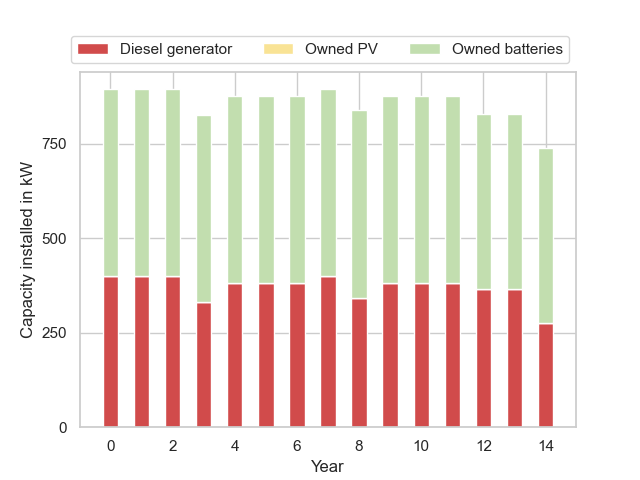 Diesel generator Owned PV Owned batteries
Capacity installed in kW
750
500
250
0
0 2 4 6 8 10 12 14
Year